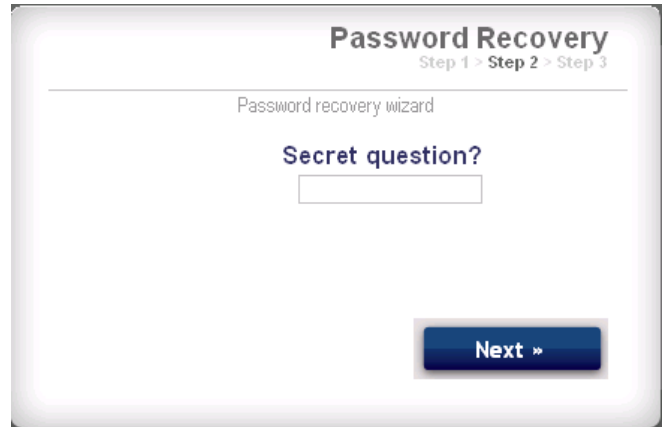 Password Recovery
Step 1 > Step 2 > Step 3
Password recovery wizard
Secret question?
Next »